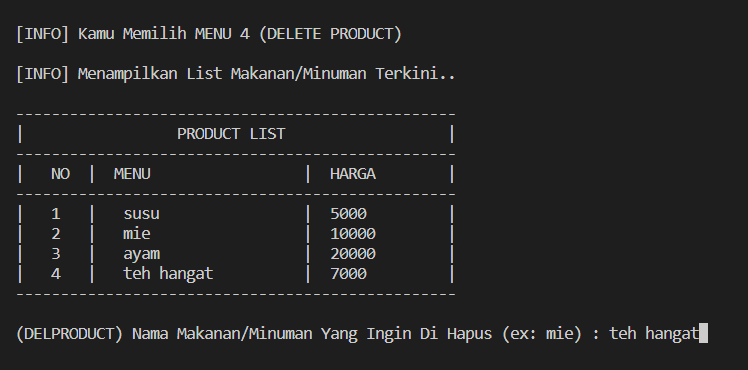 [INFO] Kamu Memilih MENU 4 (DELETE PRODUCT)
[INFO] Menampilkan List Makanan/Minuman Terkini..
-------------------------------------------------
|                 PRODUCT LIST                  |
-------------------------------------------------
|   NO  |  MENU                 |  HARGA        |
-------------------------------------------------
|   1   |   susu                |  5000         |
|   2   |   mie                 |  10000        |
|   3   |   ayam                |  20000        |
|   4   |   teh hangat          |  7000         |
-------------------------------------------------
(DELPRODUCT) Nama Makanan/Minuman Yang Ingin Di Hapus (ex: mie) : teh hangat